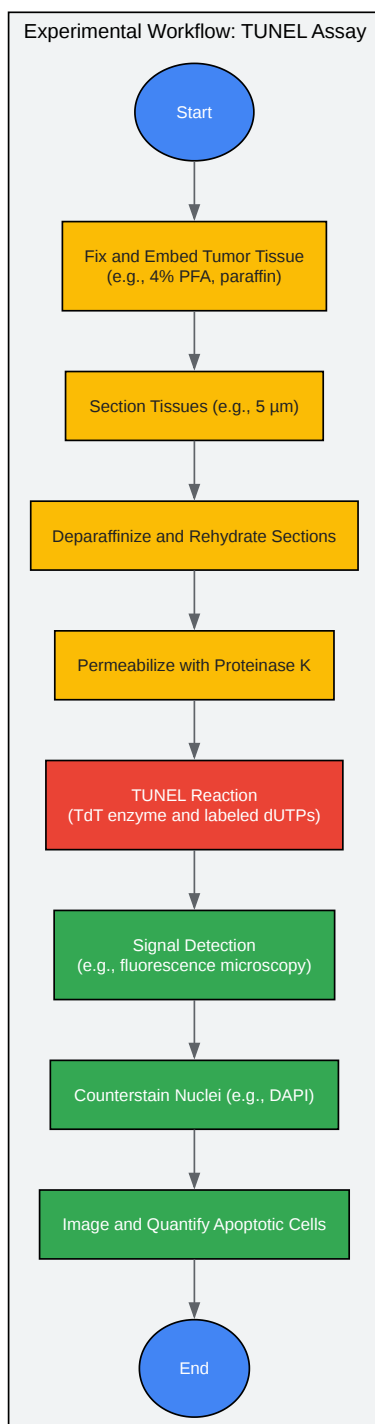 Experimental Workflow: TUNEL Assay
Start
Fix and Embed Tumor Tissue
(e.g., 4% PFA, paraffin)
Section Tissues (e.g., 5 µm)
Deparaffinize and Rehydrate Sections
Permeabilize with Proteinase K
TUNEL Reaction
(TdT enzyme and labeled dUTPs)
Signal Detection
(e.g., fluorescence microscopy)
Counterstain Nuclei (e.g., DAPI)
Image and Quantify Apoptotic Cells
End